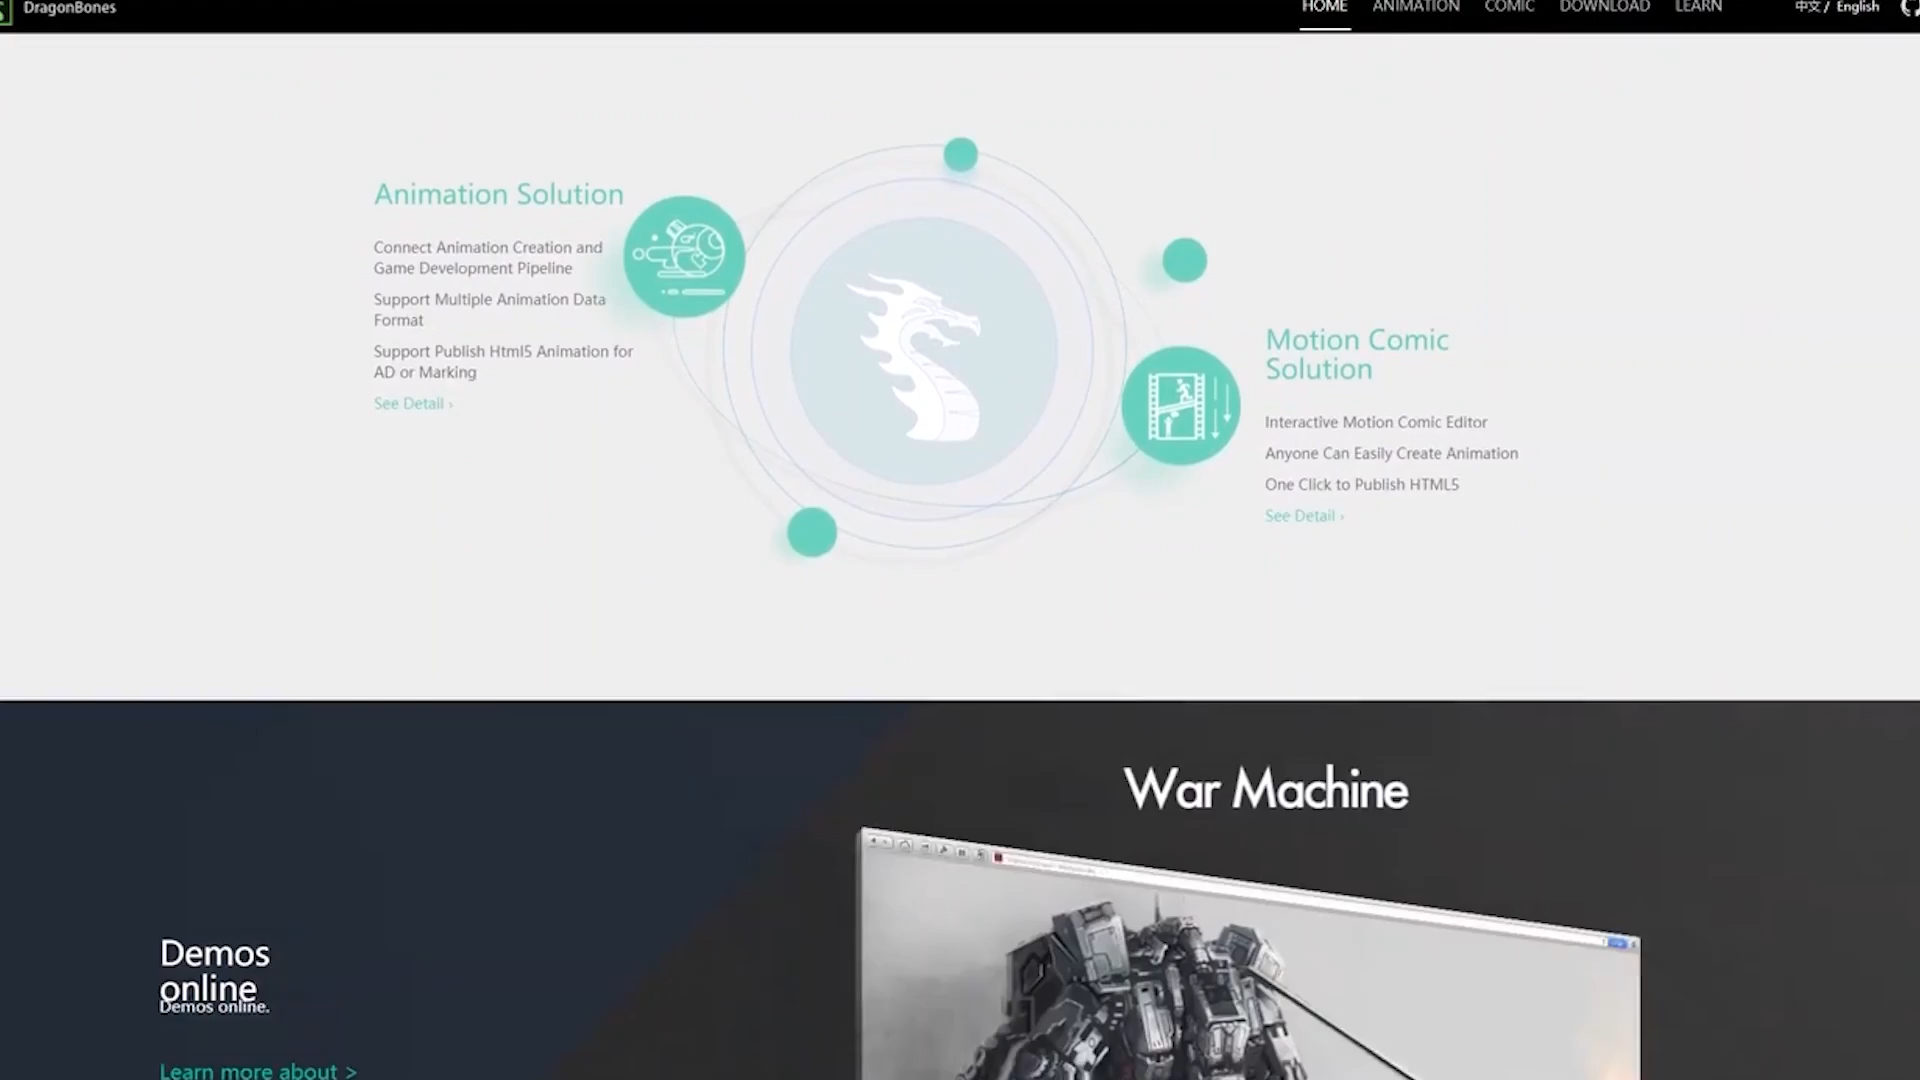 DragonBones
HOME ANIMATION COMIC DOWNLOAD LEARN 中文 / English
Animation Solution
Connect Animation Creation and
Game Development Pipeline
Support Multiple Animation Data
Format
Support Publish Html5 Animation for
AD or Marking
See Detail ›
Motion Comic
Solution
Interactive Motion Comic Editor
Anyone Can Easily Create Animation
One Click to Publish HTML5
See Detail ›
War Machine
Demos
online
Demos online.
Learn more about >